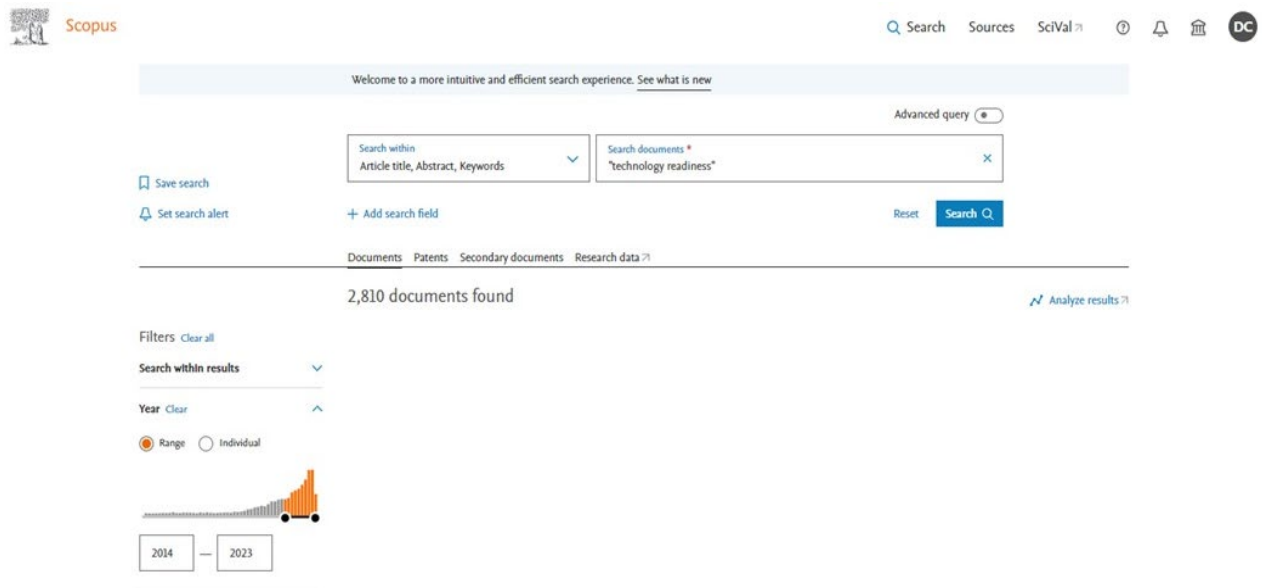 Scopus
Search Sources SciVal DC
Welcome to a more intuitive and efficient search experience. See what is new
Advanced query
Search within
Article title, Abstract, Keywords
Search documents *
"technology readiness"
Save search
Set search alert
+ Add search field
Reset Search
Documents Patents Secondary documents Research data
2,810 documents found
Analyze results
Filters Clear all
Search within results
Year Clear
Range Individual
2014 — 2023